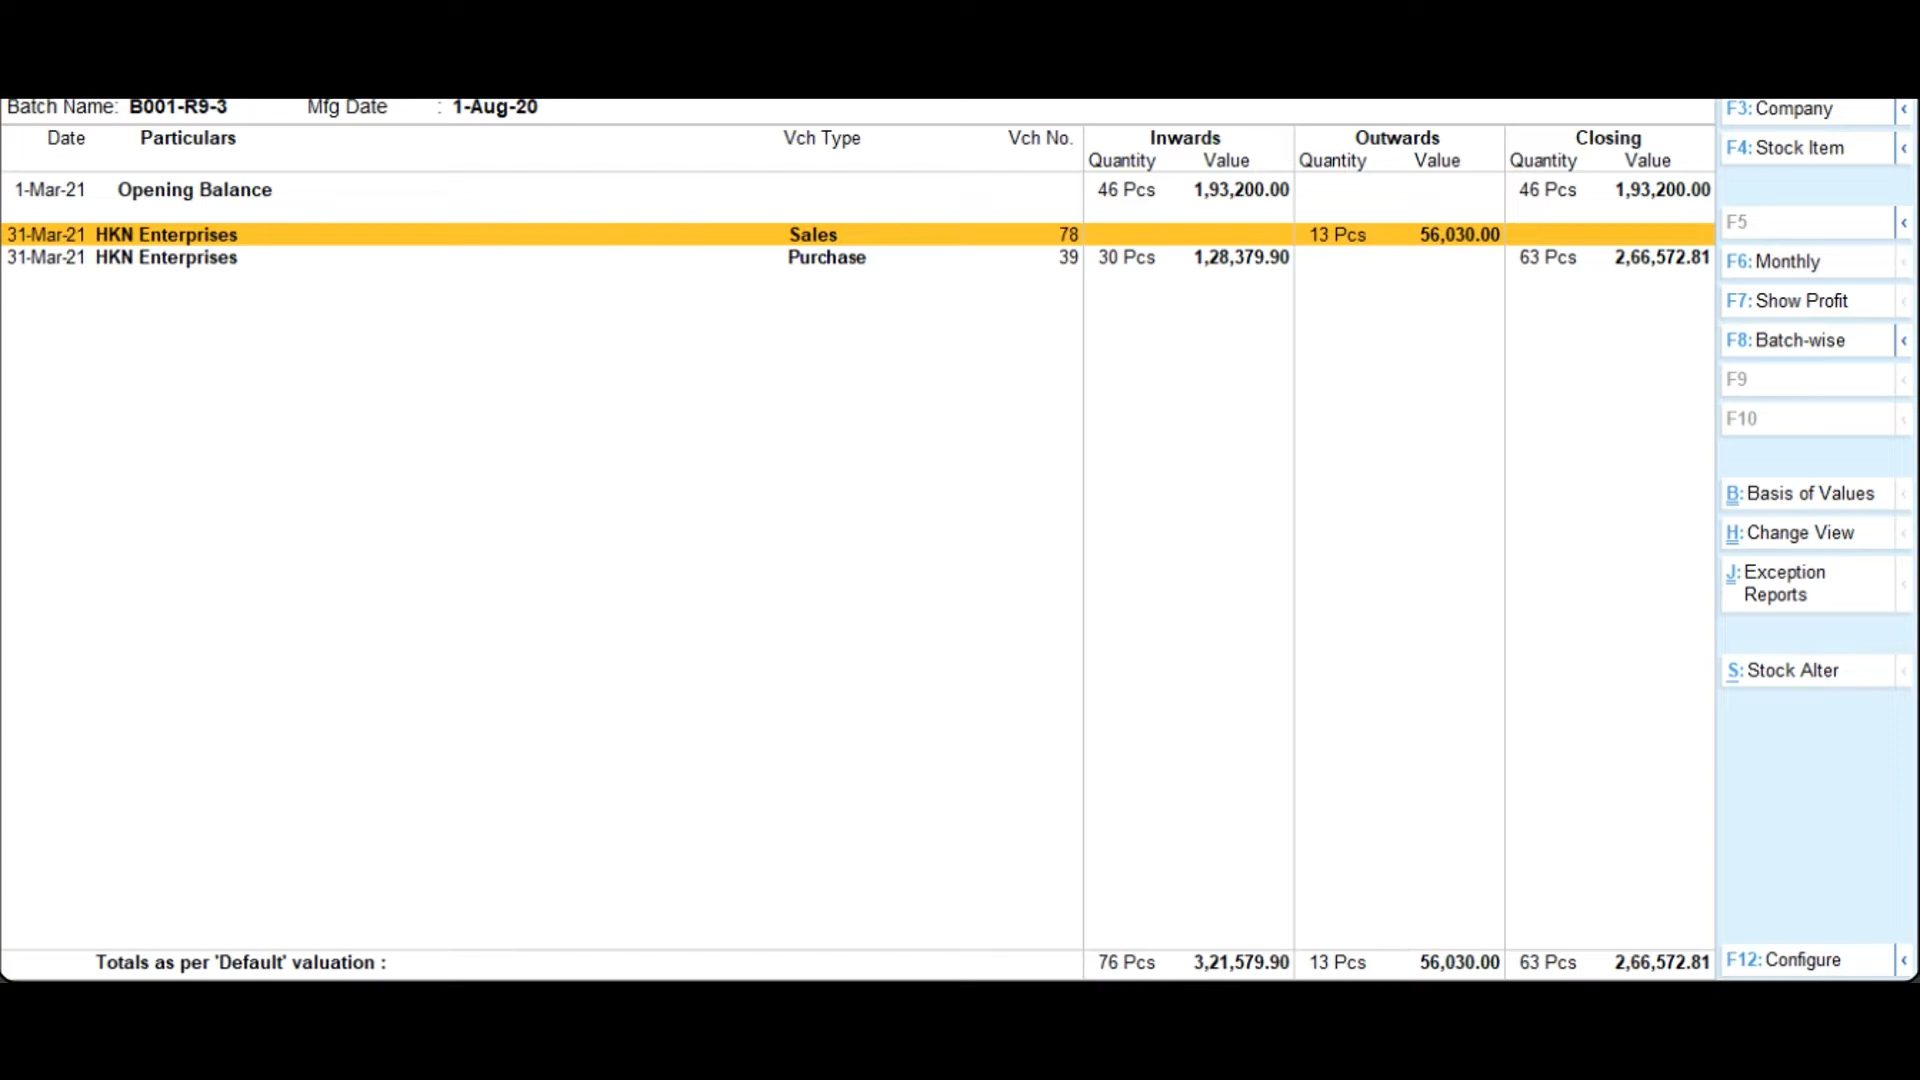 Batch Name: B001-R9-3 Mfg Date : 1-Aug-20
Date Particulars Vch Type Vch No. Inwards Outwards Closing
Quantity Value Quantity Value Quantity Value
1-Mar-21 Opening Balance 46 Pcs 1,93,200.00 46 Pcs 1,93,200.00
31-Mar-21 HKN Enterprises Sales 78 13 Pcs 56,030.00
31-Mar-21 HKN Enterprises Purchase 39 30 Pcs 1,28,379.90 63 Pcs 2,66,572.81
Totals as per 'Default' valuation : 76 Pcs 3,21,579.90 13 Pcs 56,030.00 63 Pcs 2,66,572.81
F3: Company
F4: Stock Item
F5
F6: Monthly
F7: Show Profit
F8: Batch-wise
F9
F10
B: Basis of Values
H: Change View
J: Exception
Reports
S: Stock Alter
F12: Configure